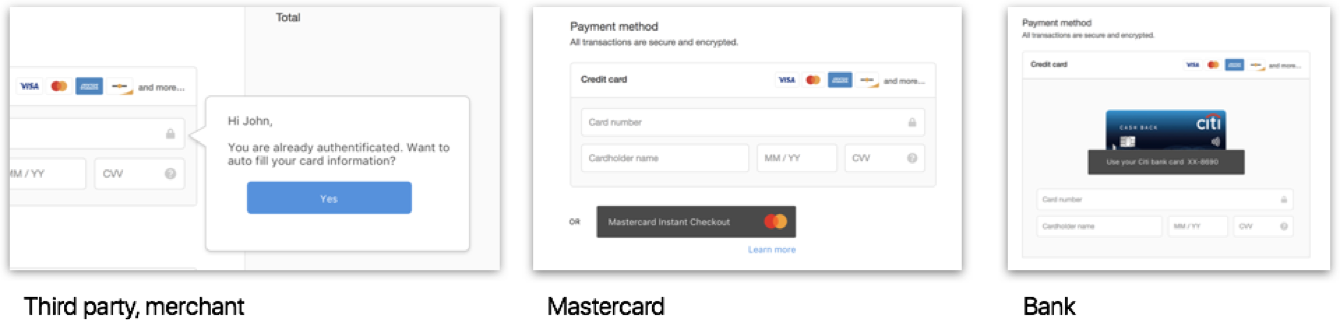 Total
VISA
and more...
Hi John,
You are already authentificated. Want to
auto fill your card information?
MM / YY
CVV
?
Yes
Third party, merchant
Payment method
All transactions are secure and encrypted.
Credit card
VISA
and more...
Card number
Cardholder name
MM / YY
CVV
?
OR
Mastercard Instant Checkout
Learn more
Mastercard
Payment method
All transactions are secure and encrypted.
Credit card
VISA
and more...
CASH BACK
citi
Use your Citi bank card XX-8690
Card number
Cardholder name
MM / YY
CVV
?
Bank